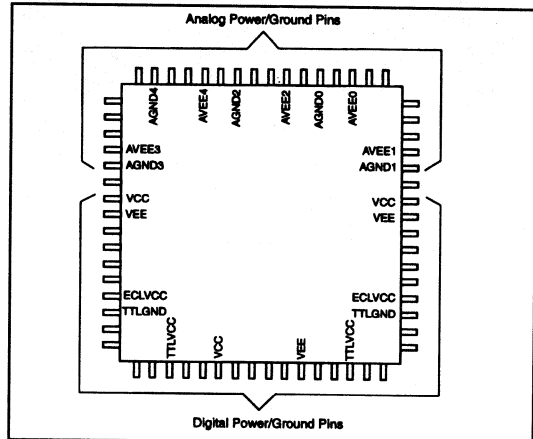 Analog Power/Ground Pins
AGND4 AVEE4 AGND2 AVEE2 AGND0 AVEE0
AVEE3 AVEE1
AGND3 AGND1
VCC VCC
VEE VEE
ECLVCC ECLVCC
TTLGND TTLGND
TTLVCC VCC VEE TTLVCC
Digital Power/Ground Pins